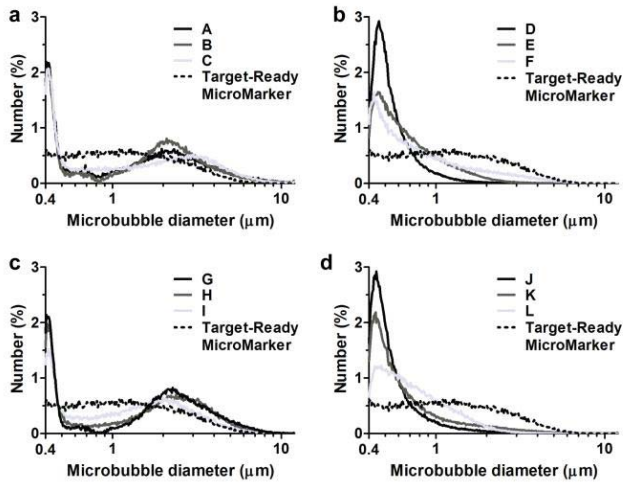 a
3
2
1
0
Number (%)
0.4
1
10
Microbubble diameter (μm)
A
B
C
Target-Ready
MicroMarker
b
3
2
1
0
Number (%)
0.4
1
10
Microbubble diameter (μm)
D
E
F
Target-Ready
MicroMarker
c
3
2
1
0
Number (%)
0.4
1
10
Microbubble diameter (μm)
G
H
I
Target-Ready
MicroMarker
d
3
2
1
0
Number (%)
0.4
1
10
Microbubble diameter (μm)
J
K
L
Target-Ready
MicroMarker